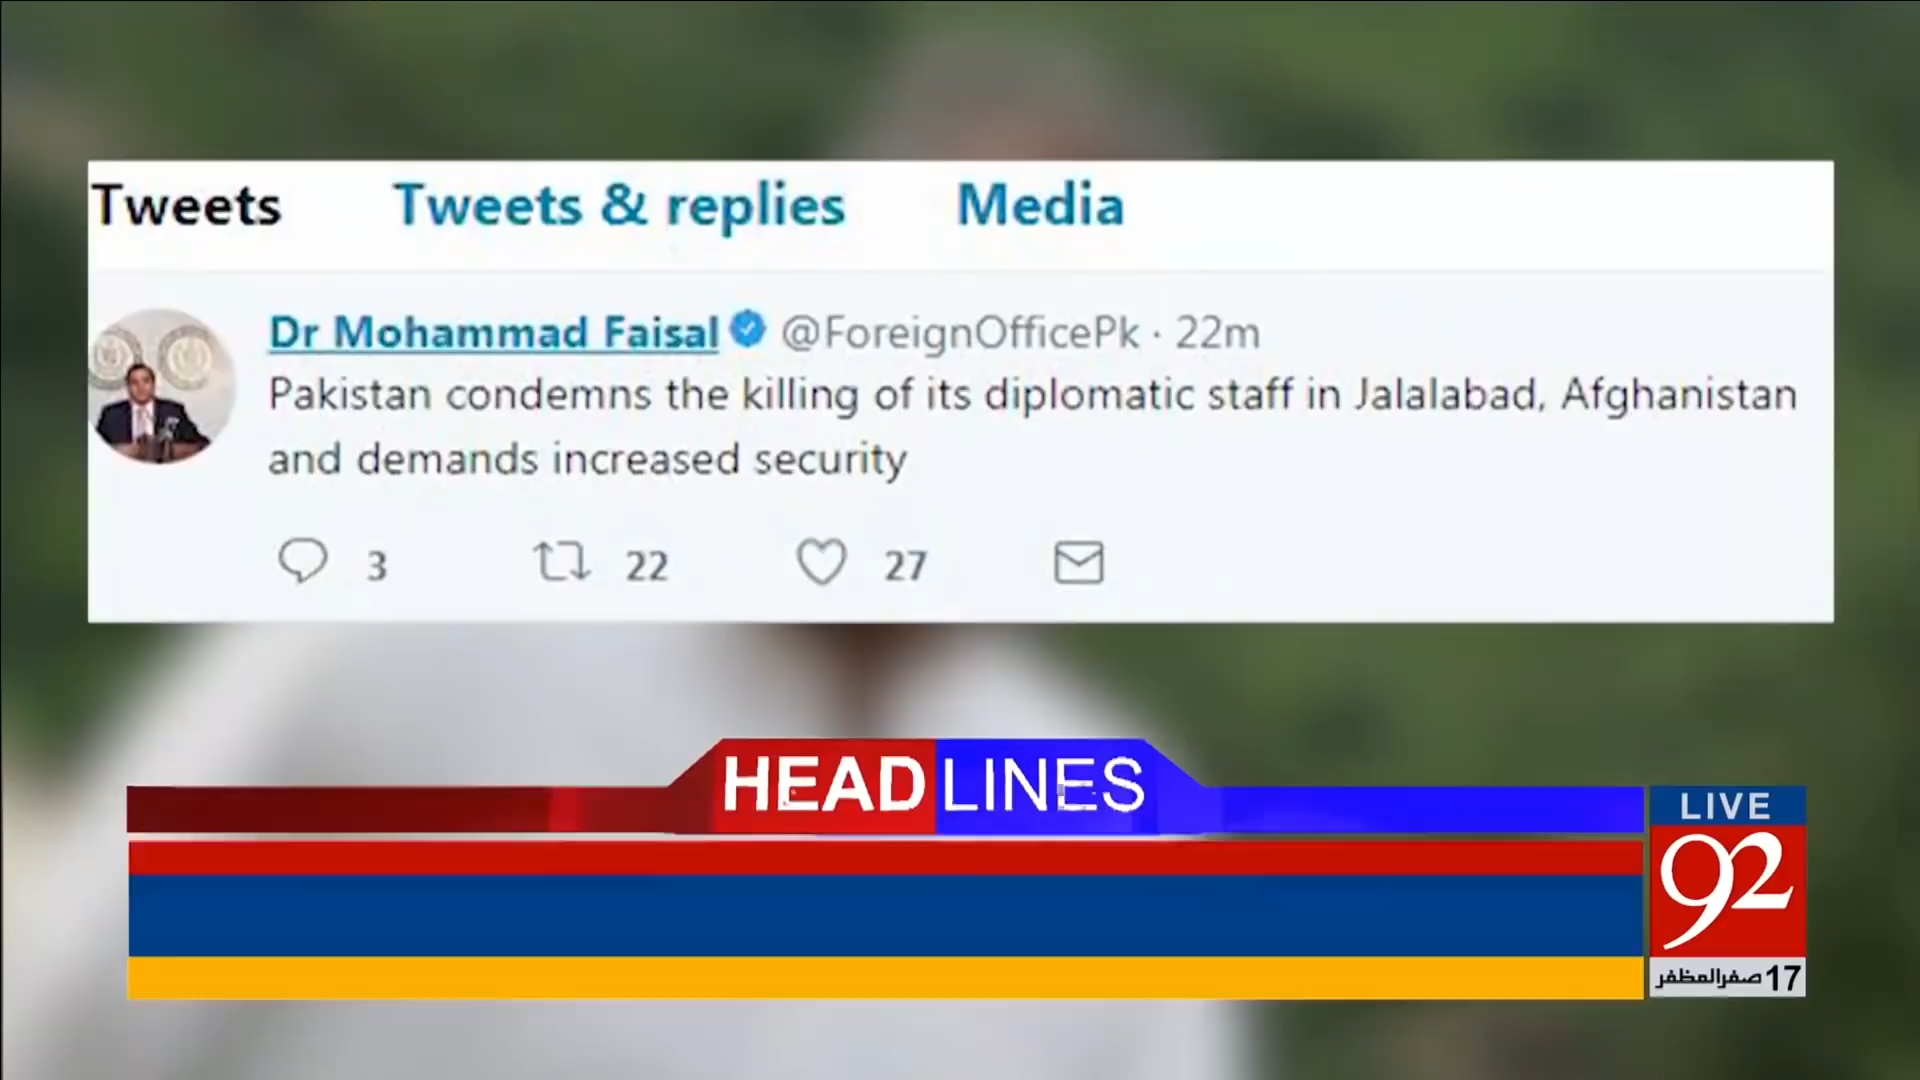 Tweets Tweets & replies Media
Dr Mohammad Faisal @ForeignOfficePk · 22m
Pakistan condemns the killing of its diplomatic staff in Jalalabad, Afghanistan
and demands increased security
3 22 27
HEADLINES
LIVE
92
17 صفرالمظفر